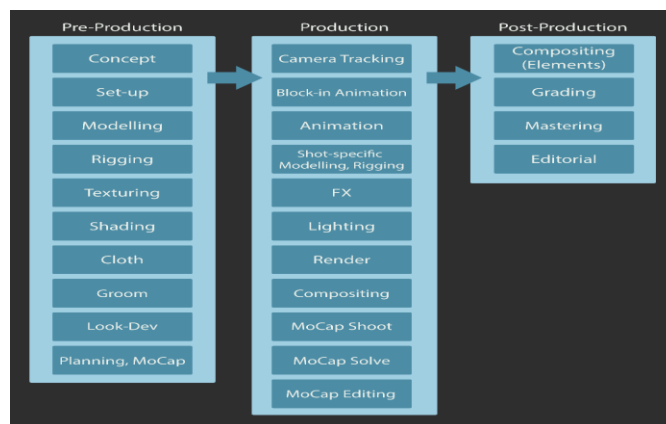 Pre-Production
Concept
Set-up
Modelling
Rigging
Texturing
Shading
Cloth
Groom
Look-Dev
Planning, MoCap
Production
Camera Tracking
Block-in Animation
Animation
Shot-specific
Modelling, Rigging
FX
Lighting
Render
Compositing
MoCap Shoot
MoCap Solve
MoCap Editing
Post-Production
Compositing
(Elements)
Grading
Mastering
Editorial